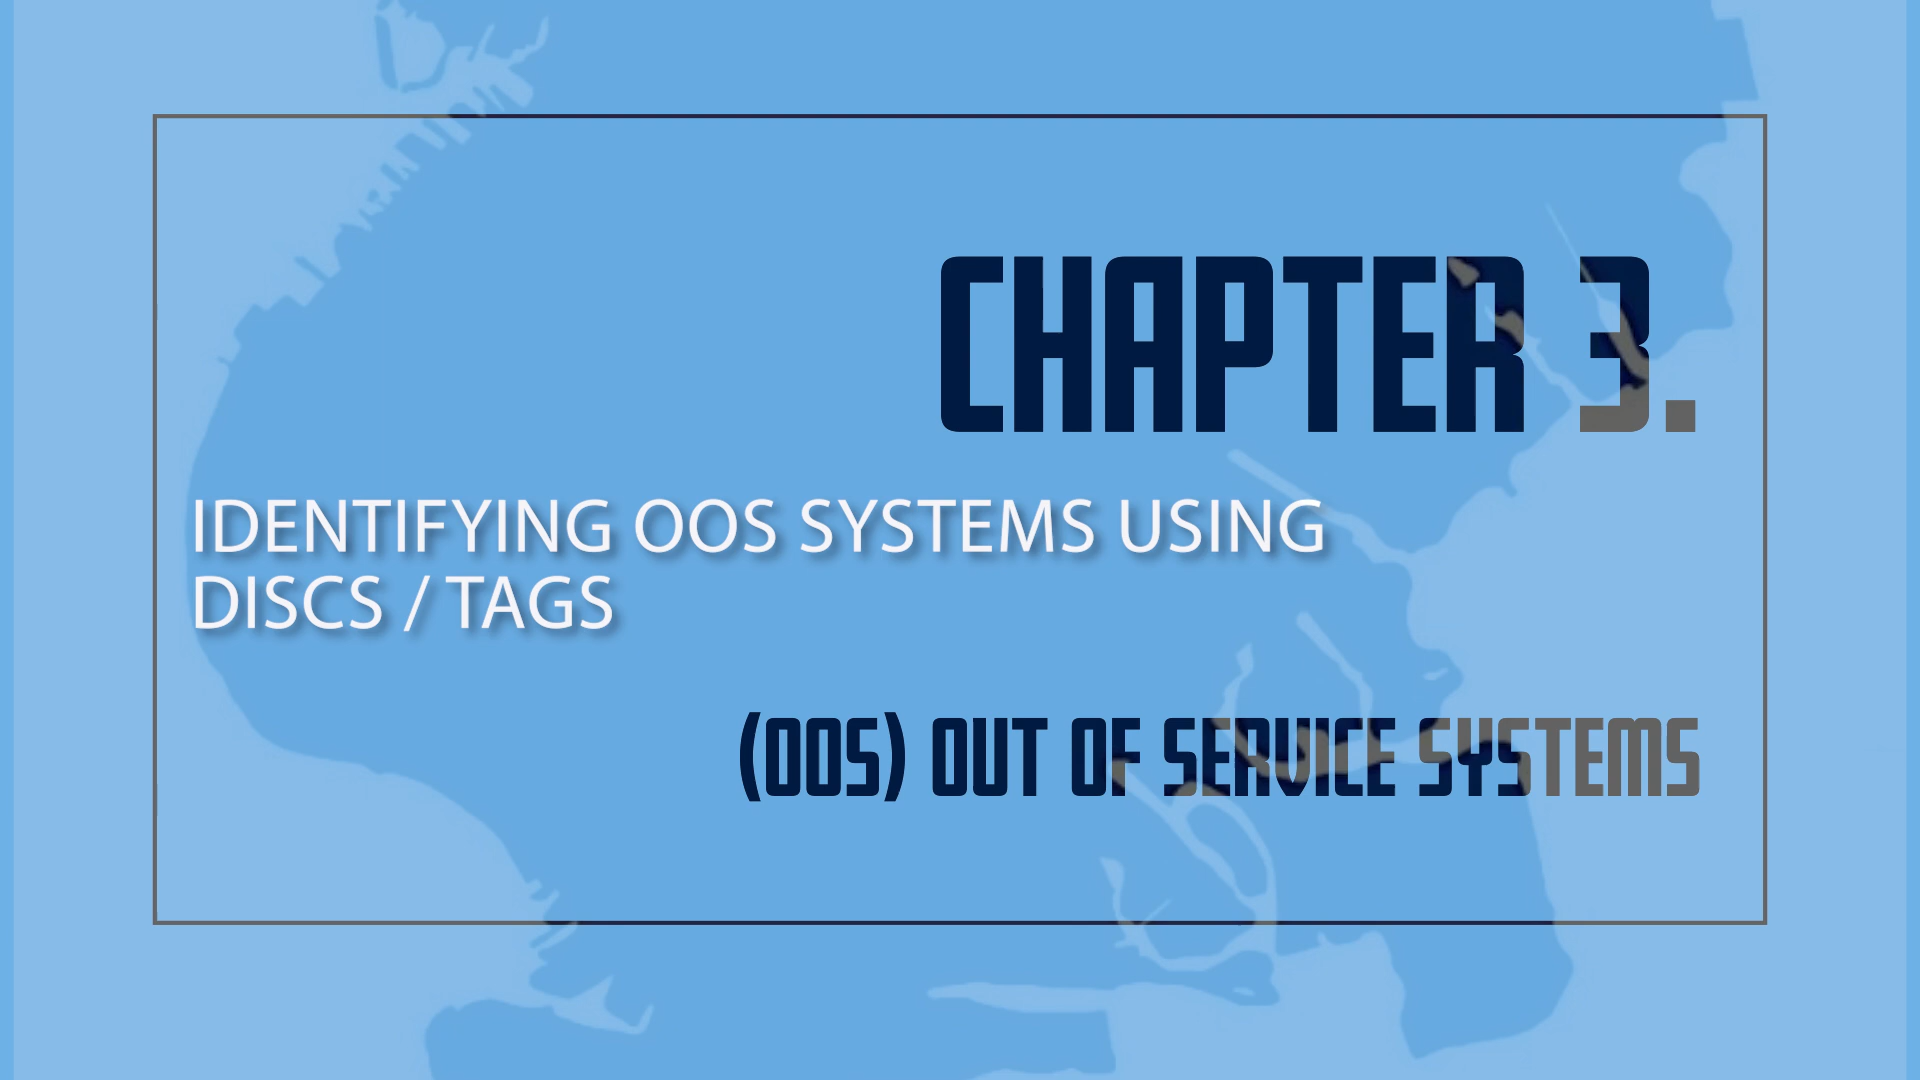 CHAPTER 3.
IDENTIFYING OOS SYSTEMS USING
DISCS / TAGS
(OOS) OUT OF SERVICE SYSTEMS